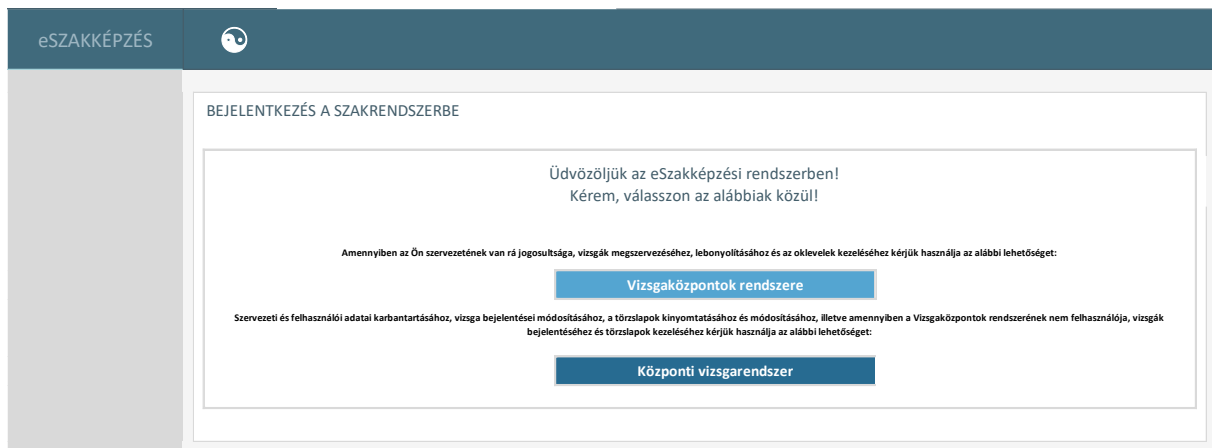 eSZAKKÉPZÉS
BEJELENTKEZÉS A SZAKRENDSZERBE
Üdvözöljük az eSzakképzési rendszerben!
Kérem, válasszon az alábbiak közül!
Amennyiben az Ön szervezetének van rá jogosultsága, vizsgák megszervezéséhez, lebonyolításához és az oklevelek kezeléséhez kérjük használja az alábbi lehetőséget:
Vizsgaközpontok rendszere
Szervezeti és felhasználói adatai karbantartásához, vizsga bejelentései módosításához, a törzslapok kinyomtatásához és módosításához, illetve amennyiben a Vizsgaközpontok rendszerének nem felhasználója, vizsgák
bejelentéséhez és törzslapok kezeléséhez kérjük használja az alábbi lehetőséget:
Központi vizsgarendszer